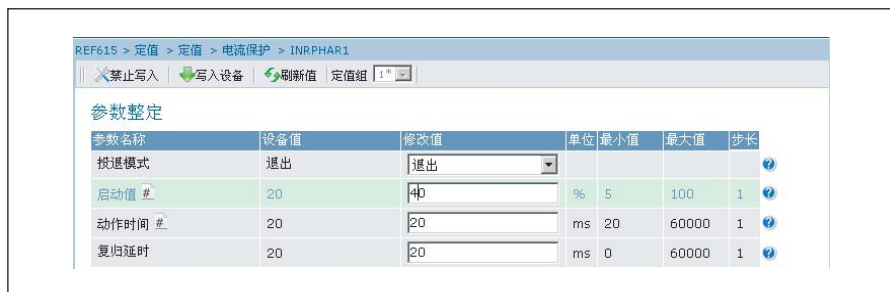 REF615 > 定值 > 定值 > 电流保护 > INRPHAR1
禁止写入 写入设备 刷新值 定值组 1*
参数整定
参数名称 设备值 修改值 单位 最小值 最大值 步长
投退模式 退出 退出
启动值 # 20 40 % 5 100 1
动作时间 # 20 20 ms 20 60000 1
复归延时 20 20 ms 0 60000 1